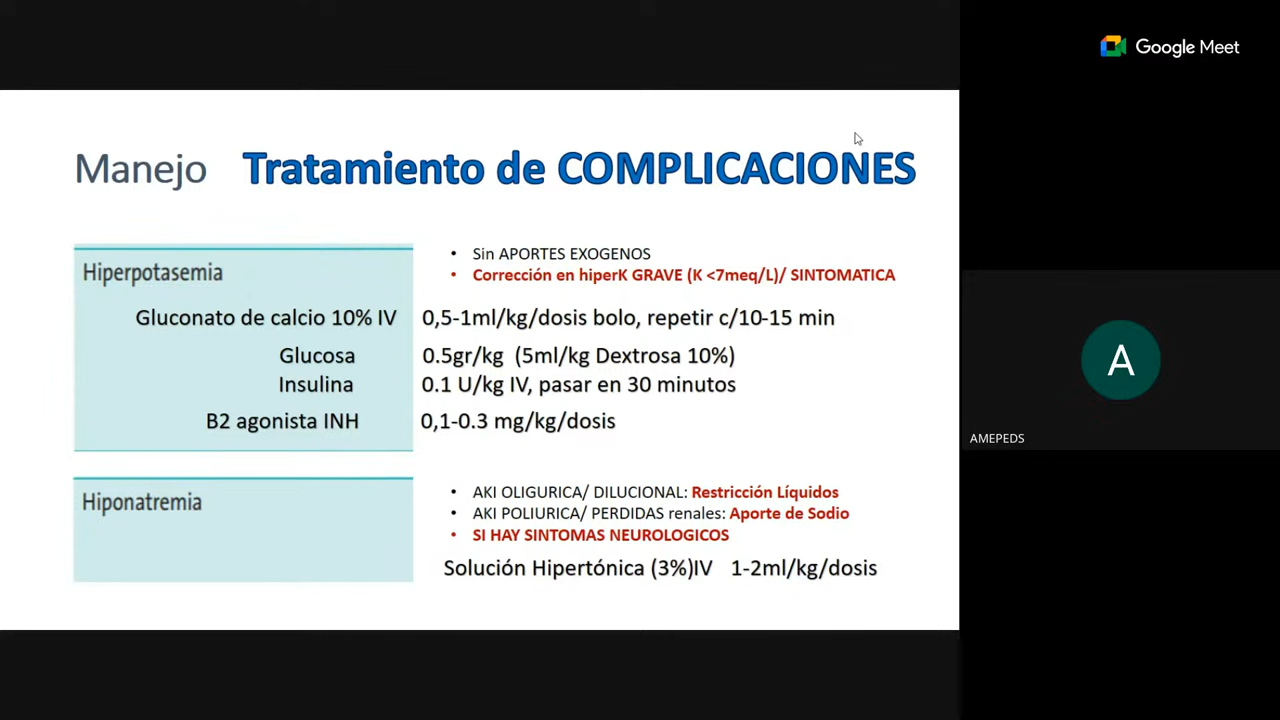 Google Meet
Manejo Tratamiento de COMPLICACIONES
Hiperpotasemia
• Sin APORTES EXOGENOS
• Corrección en hiperK GRAVE (K <7meq/L)/ SINTOMATICA
Gluconato de calcio 10% IV 0,5-1ml/kg/dosis bolo, repetir c/10-15 min
Glucosa 0.5gr/kg (5ml/kg Dextrosa 10%)
Insulina 0.1 U/kg IV, pasar en 30 minutos
B2 agonista INH 0,1-0.3 mg/kg/dosis
Hiponatremia
• AKI OLIGURICA/ DILUCIONAL: Restricción Líquidos
• AKI POLIURICA/ PERDIDAS renales: Aporte de Sodio
• SI HAY SINTOMAS NEUROLOGICOS
Solución Hipertónica (3%)IV 1-2ml/kg/dosis
A
AMEPEDS